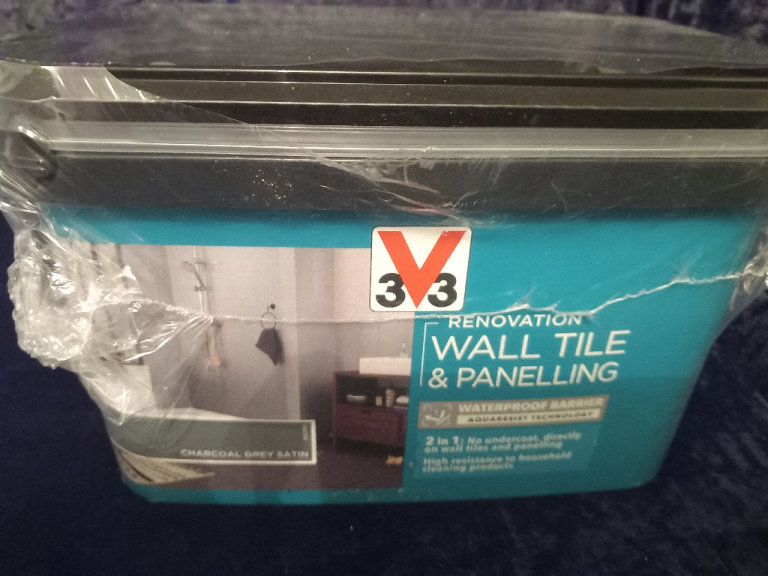 3V3
RENOVATION
WALL TILE
& PANELLING
WATERPROOF BARRIER
AQUARESIST TECHNOLOGY
2 in 1: No undercoat, directly
on wall tiles and panelling
High resistance to household
cleaning products
CHARCOAL GREY SATIN